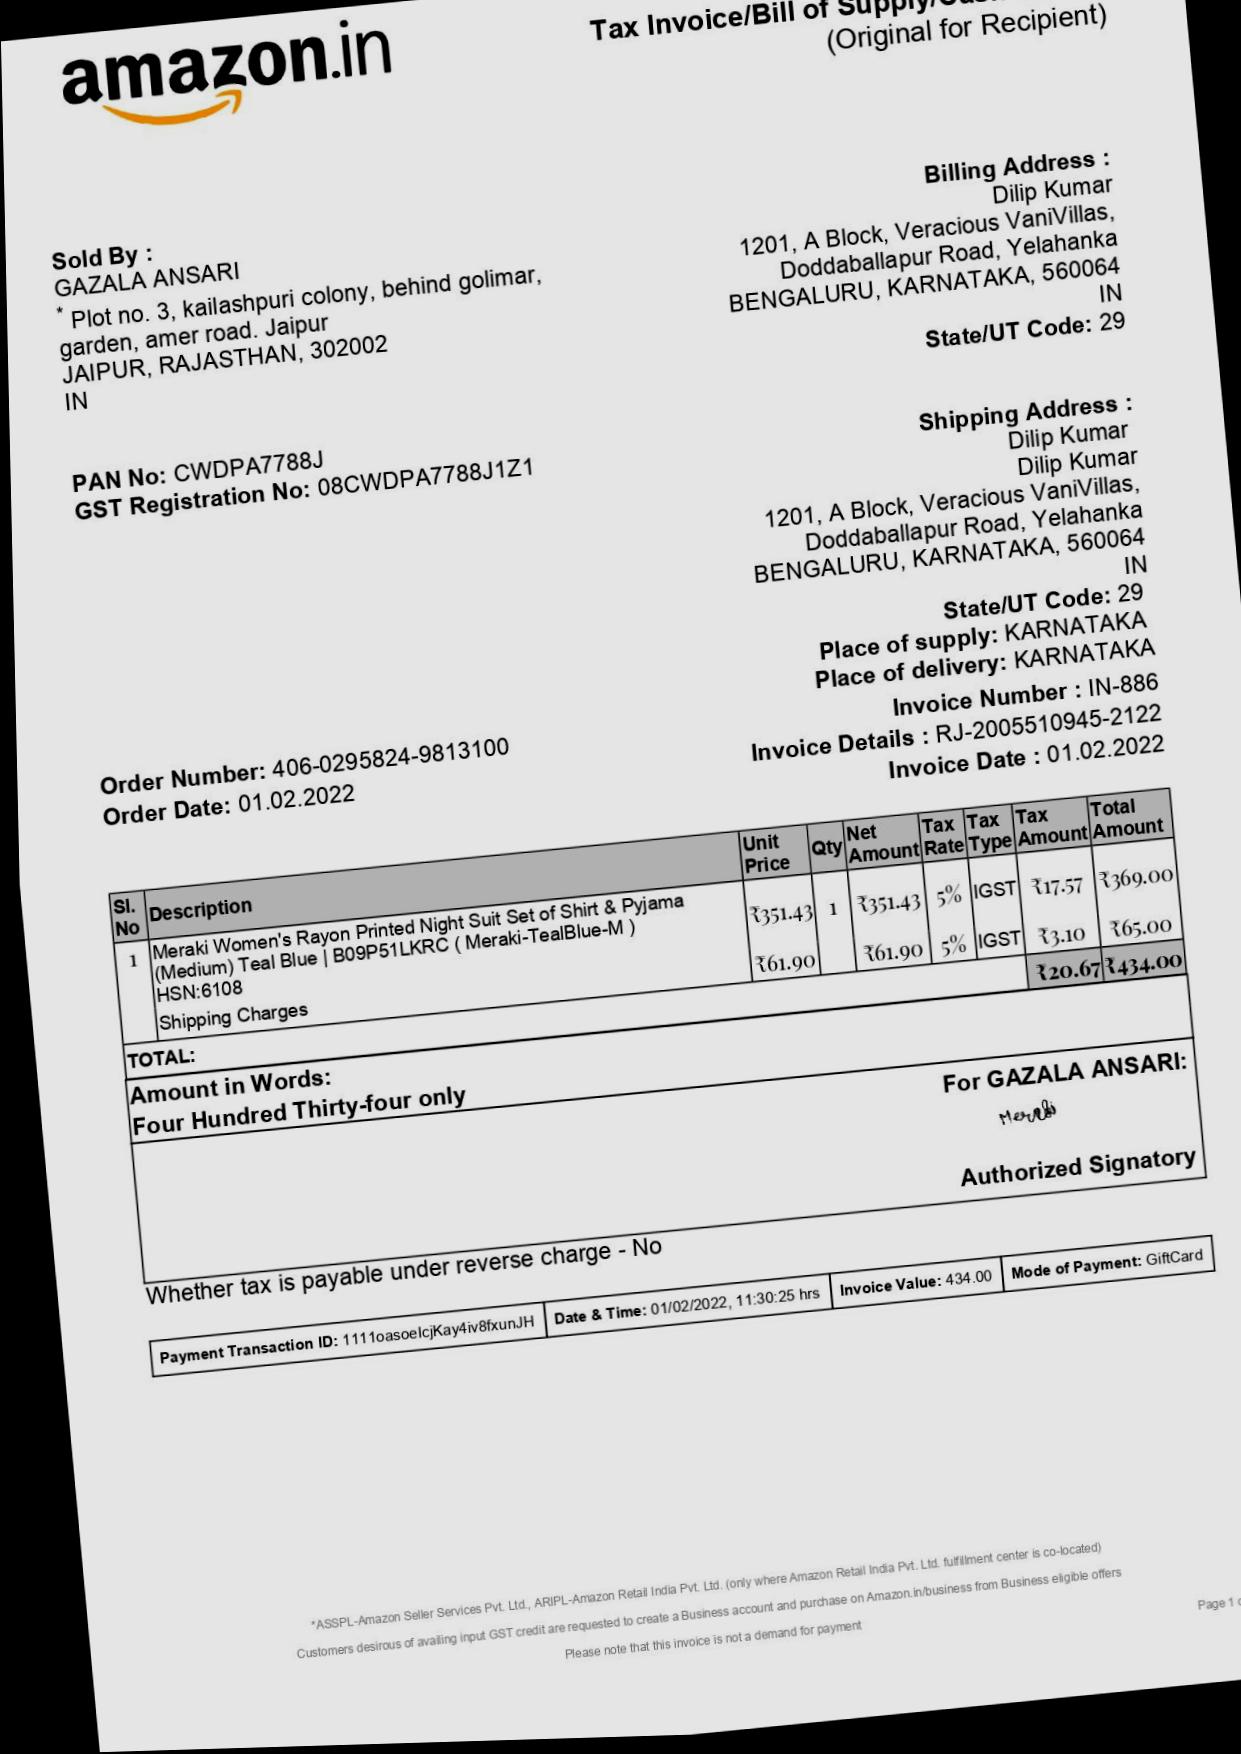 amazon.in
Tax Invoice/Bill of Supply/
(Original for Recipient)
Sold By :
GAZALA ANSARI
* Plot no. 3, kailashpuri colony, behind golimar,
garden, amer road. Jaipur
JAIPUR, RAJASTHAN, 302002
IN
PAN No: CWDPA7788J
GST Registration No: 08CWDPA7788J1Z1
Billing Address :
Dilip Kumar
1201, A Block, Veracious VaniVillas,
Doddaballapur Road, Yelahanka
BENGALURU, KARNATAKA, 560064
IN
State/UT Code: 29
Shipping Address :
Dilip Kumar
Dilip Kumar
1201, A Block, Veracious VaniVillas,
Doddaballapur Road, Yelahanka
BENGALURU, KARNATAKA, 560064
IN
State/UT Code: 29
Place of supply: KARNATAKA
Place of delivery: KARNATAKA
Order Number: 406-0295824-9813100
Order Date: 01.02.2022
Invoice Number : IN-886
Invoice Details : RJ-2005510945-2122
Invoice Date : 01.02.2022
Sl. No Description Unit Price Qty Net Amount Tax Rate Tax Type Tax Amount Total Amount
1 Meraki Women's Rayon Printed Night Suit Set of Shirt & Pyjama ₹351.43 1 ₹351.43 5% IGST ₹17.57 ₹369.00
(Medium) Teal Blue | B09P51LKRC ( Meraki-TealBlue-M )
HSN:6108
Shipping Charges ₹61.90 ₹61.90 5% IGST ₹3.10 ₹65.00
TOTAL: ₹20.67 ₹434.00
Amount in Words:
Four Hundred Thirty-four only
For GAZALA ANSARI:
Meraki
Authorized Signatory
Whether tax is payable under reverse charge - No
Payment Transaction ID: 1111oasoelcjKay4iv8fxunJH Date & Time: 01/02/2022, 11:30:25 hrs Invoice Value: 434.00 Mode of Payment: GiftCard
*ASSPL-Amazon Seller Services Pvt. Ltd., ARIPL-Amazon Retail India Pvt. Ltd. (only where Amazon Retail India Pvt. Ltd. fulfillment center is co-located)
Customers desirous of availing input GST credit are requested to create a Business account and purchase on Amazon.in/business from Business eligible offers
Please note that this invoice is not a demand for payment
Page 1